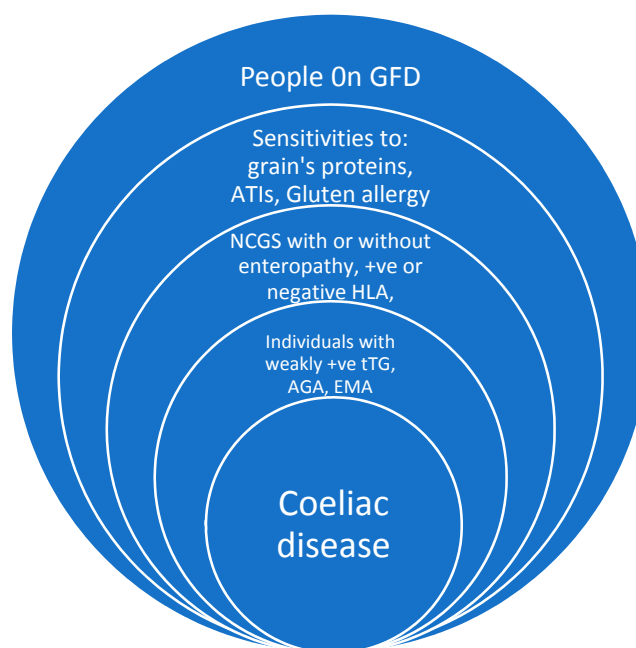 People 0n GFD
Sensitivities to:
grain's proteins,
ATIs, Gluten allergy
NCGS with or without
enteropathy, +ve or
negative HLA,
Individuals with
weakly +ve tTG,
AGA, EMA
Coeliac
disease